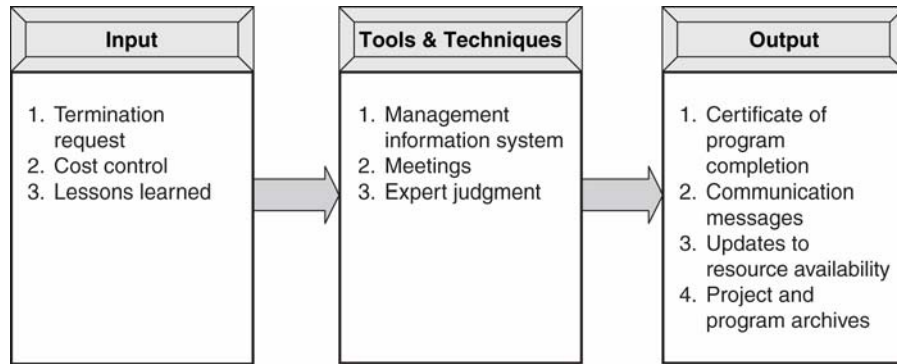 Input
1. Termination
request
2. Cost control
3. Lessons learned
Tools & Techniques
1. Management
information system
2. Meetings
3. Expert judgment
Output
1. Certificate of
program
completion
2. Communication
messages
3. Updates to
resource availability
4. Project and
program archives